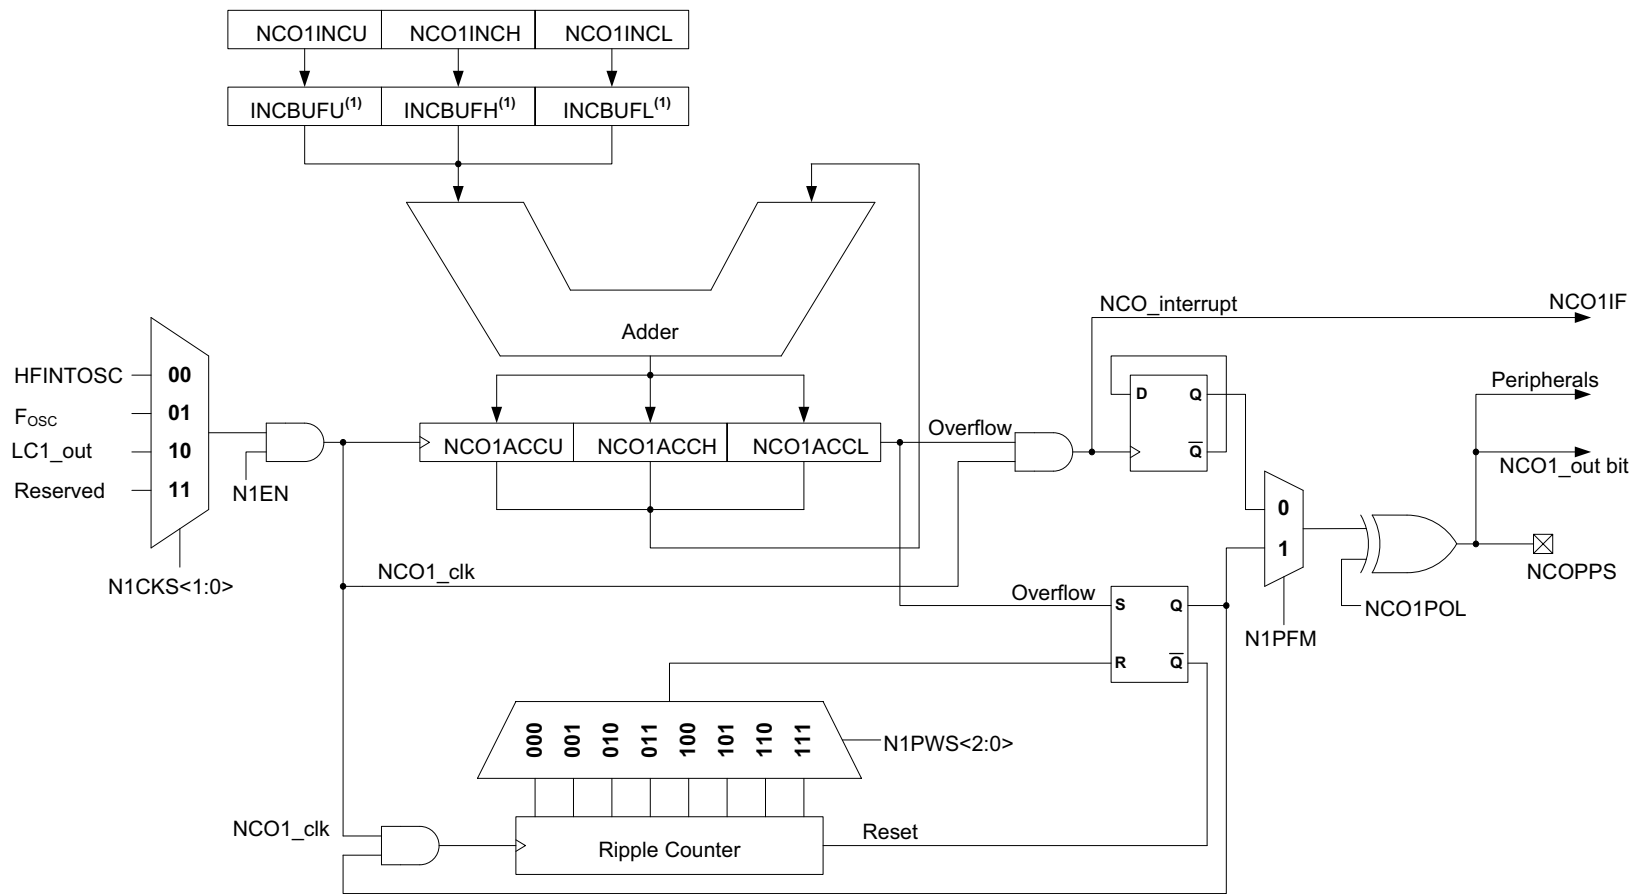 NCO1INCU NCO1INCH NCO1INCL
INCBUFU(1) INCBUFH(1) INCBUFL(1)
Adder
NCO_interrupt
NCO1IF
HFINTOSC 00
FOSC 01
LC1_out 10
Reserved 11
N1EN
N1CKS<1:0>
NCO1ACCU NCO1ACCH NCO1ACCL
Overflow
D Q
Q̅
Peripherals
NCO1_out bit
NCO1_clk
0
1
N1PFM
NCO1POL
NCOPPS
Overflow
S Q
R Q̅
000 001 010 011 100 101 110 111
N1PWS<2:0>
NCO1_clk
Ripple Counter
Reset